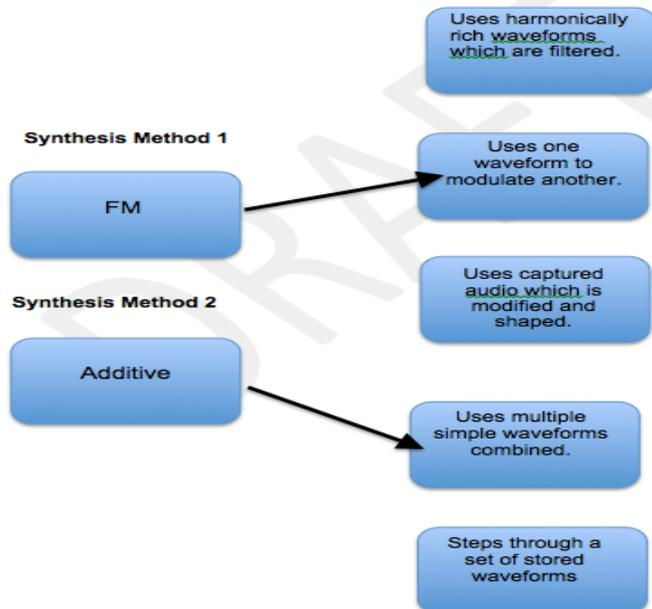 Uses harmonically
rich waveforms
which are filtered.
Synthesis Method 1
Uses one
waveform to
modulate another.
FM
Uses captured
audio which is
modified and
shaped.
Synthesis Method 2
Additive
Uses multiple
simple waveforms
combined.
Steps through a
set of stored
waveforms
DRAFT